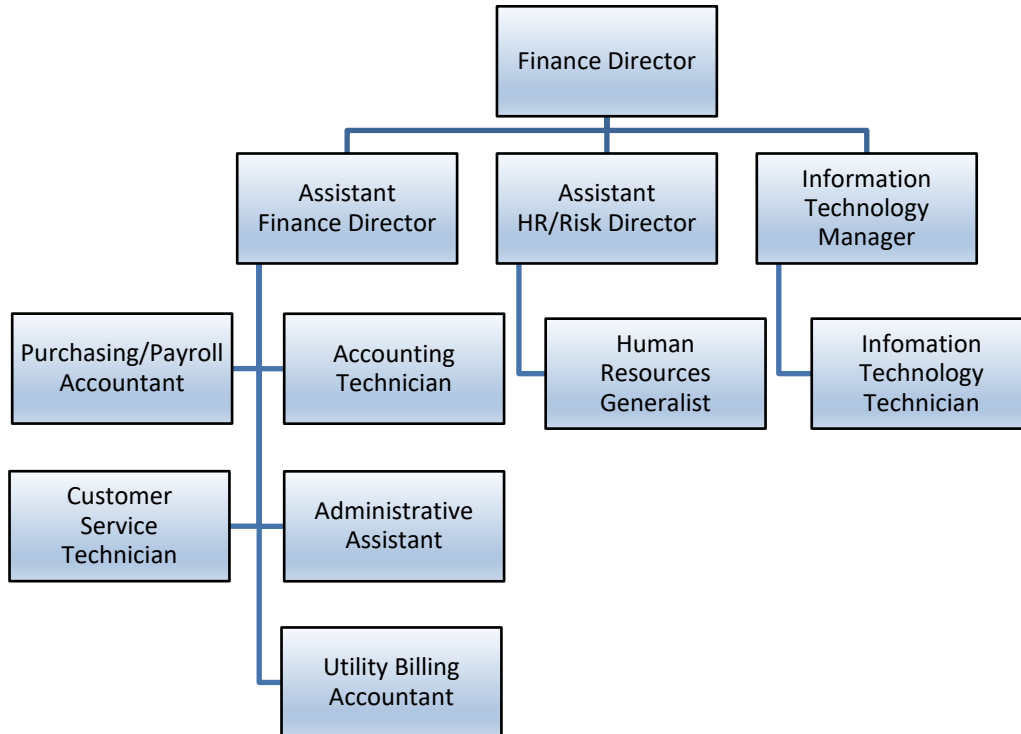 Finance Director
Assistant
Finance Director
Assistant
HR/Risk Director
Information
Technology
Manager
Purchasing/Payroll
Accountant
Accounting
Technician
Human
Resources
Generalist
Infomation
Technology
Technician
Customer
Service
Technician
Administrative
Assistant
Utility Billing
Accountant